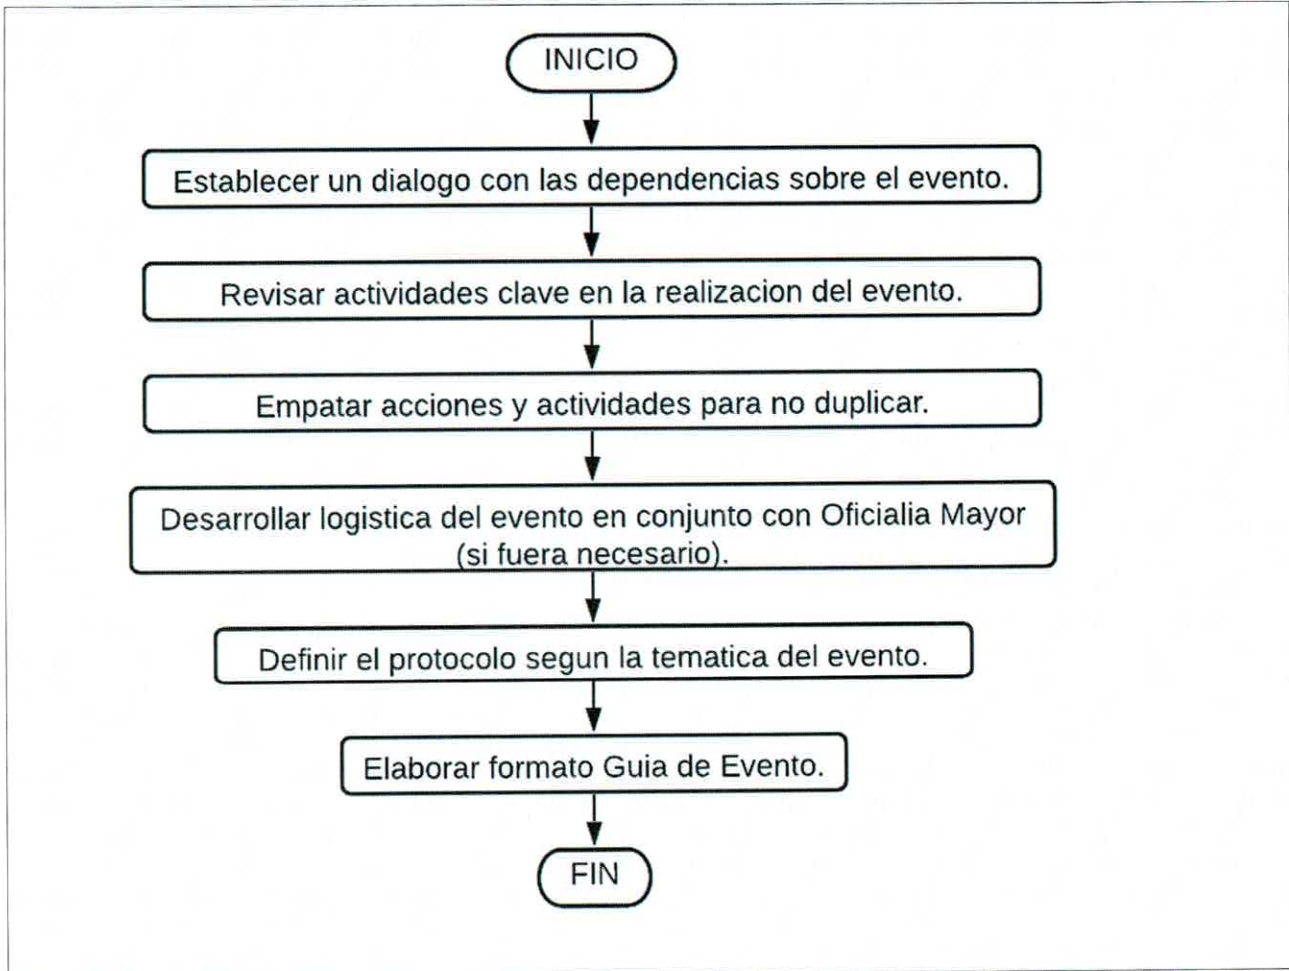 INICIO
Establecer un dialogo con las dependencias sobre el evento.
Revisar actividades clave en la realizacion del evento.
Empatar acciones y actividades para no duplicar.
Desarrollar logistica del evento en conjunto con Oficialia Mayor
(si fuera necesario).
Definir el protocolo segun la tematica del evento.
Elaborar formato Guia de Evento.
FIN